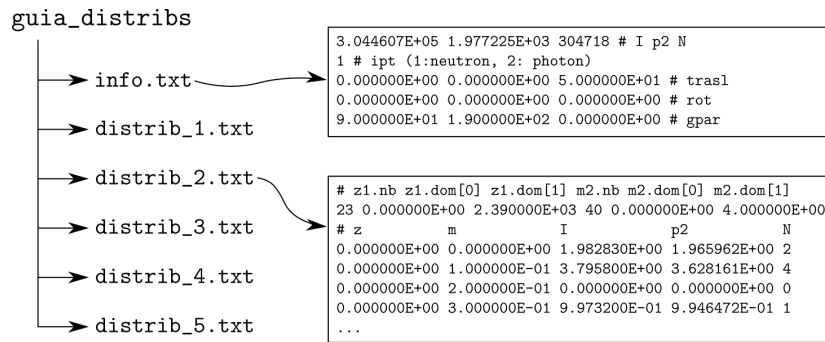 guia_distribs
info.txt
distrib_1.txt
distrib_2.txt
distrib_3.txt
distrib_4.txt
distrib_5.txt
3.044607E+05 1.977225E+03 304718 # I p2 N
1 # ipt (1:neutron, 2: photon)
0.000000E+00 0.000000E+00 5.000000E+01 # trasl
0.000000E+00 0.000000E+00 0.000000E+00 # rot
9.000000E+01 1.900000E+02 0.000000E+00 # gpar
# z1.nb z1.dom[0] z1.dom[1] m2.nb m2.dom[0] m2.dom[1]
23 0.000000E+00 2.390000E+03 40 0.000000E+00 4.000000E+00
# z m I p2 N
0.000000E+00 0.000000E+00 1.982830E+00 1.965962E+00 2
0.000000E+00 1.000000E-01 3.795800E+00 3.628161E+00 4
0.000000E+00 2.000000E-01 0.000000E+00 0.000000E+00 0
0.000000E+00 3.000000E-01 9.973200E-01 9.946472E-01 1
...